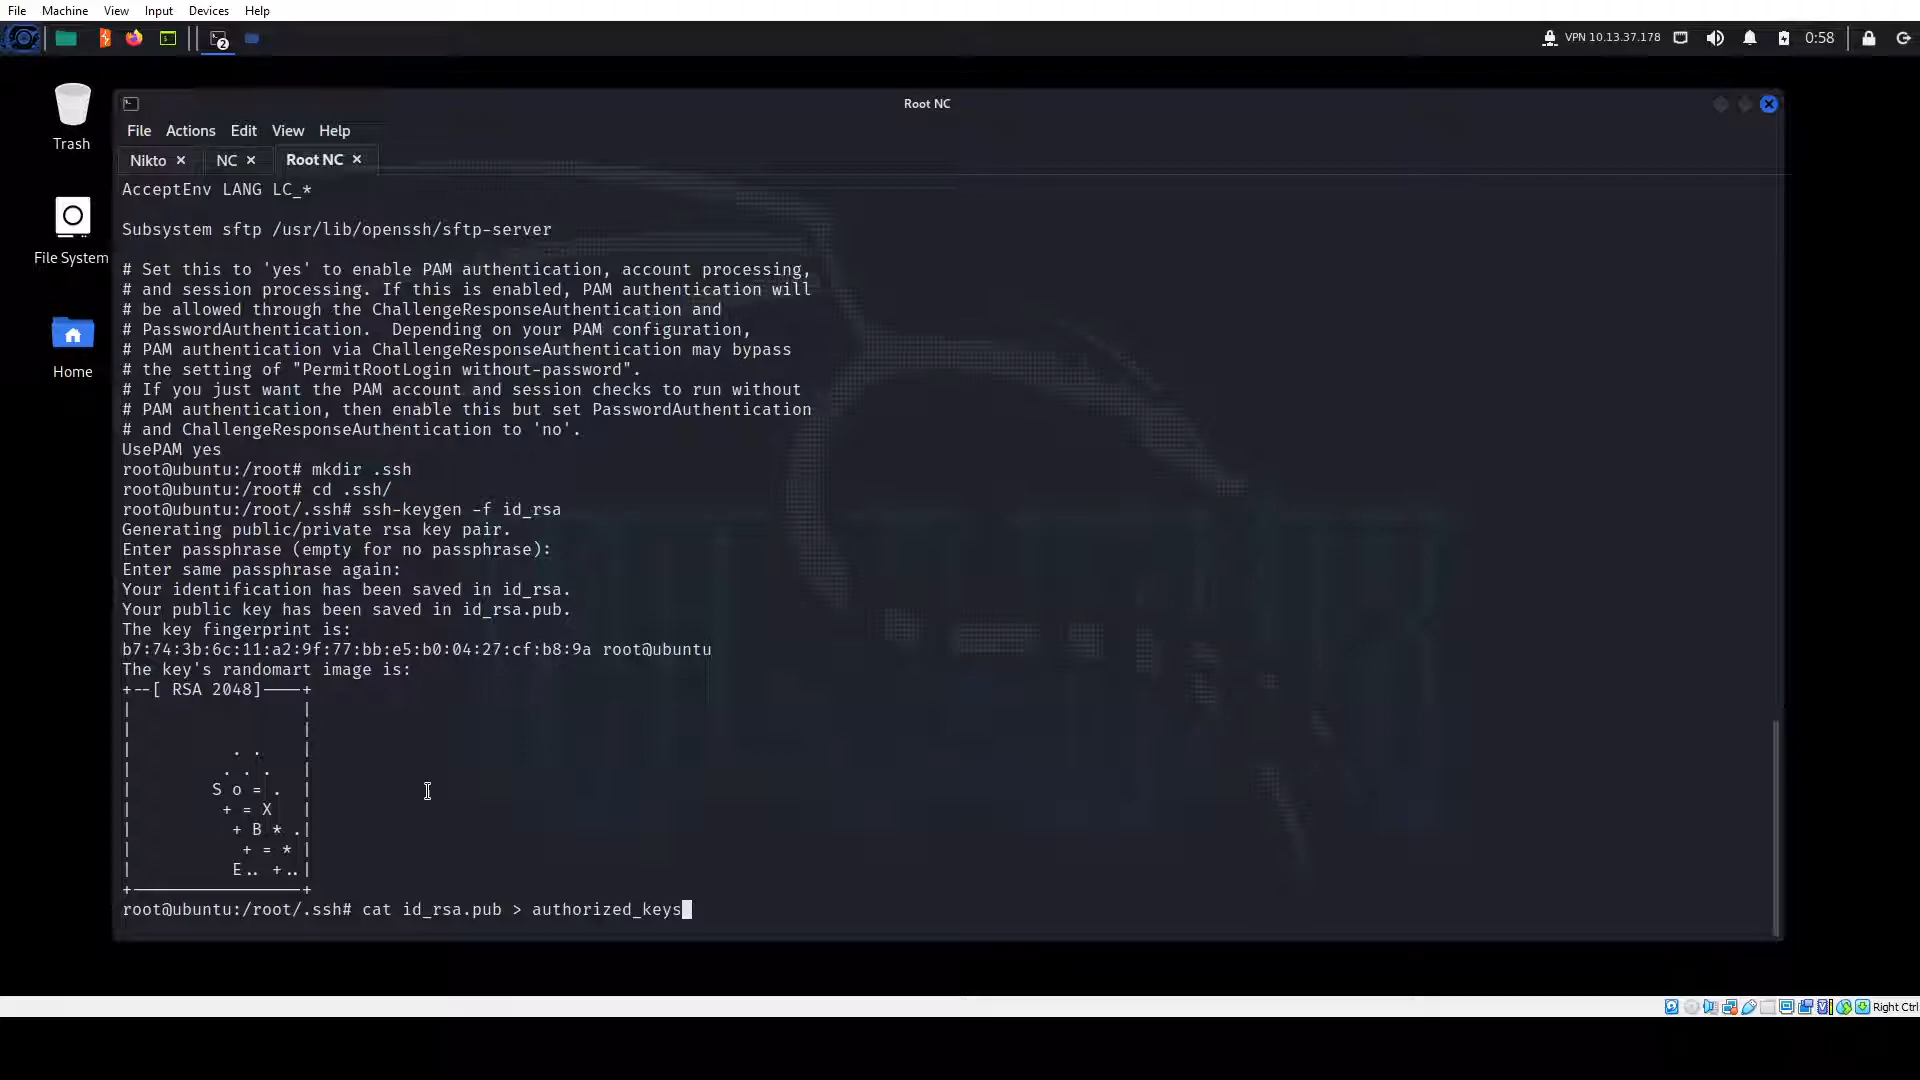 File Machine View Input Devices Help
VPN 10.13.37.178 0:58
Trash
File System
Home
Root NC
File Actions Edit View Help
Nikto × NC × Root NC ×
AcceptEnv LANG LC_*
Subsystem sftp /usr/lib/openssh/sftp-server
# Set this to 'yes' to enable PAM authentication, account processing,
# and session processing. If this is enabled, PAM authentication will
# be allowed through the ChallengeResponseAuthentication and
# PasswordAuthentication.  Depending on your PAM configuration,
# PAM authentication via ChallengeResponseAuthentication may bypass
# the setting of "PermitRootLogin without-password".
# If you just want the PAM account and session checks to run without
# PAM authentication, then enable this but set PasswordAuthentication
# and ChallengeResponseAuthentication to 'no'.
UsePAM yes
root@ubuntu:/root# mkdir .ssh
root@ubuntu:/root# cd .ssh/
root@ubuntu:/root/.ssh# ssh-keygen -f id_rsa
Generating public/private rsa key pair.
Enter passphrase (empty for no passphrase):
Enter same passphrase again:
Your identification has been saved in id_rsa.
Your public key has been saved in id_rsa.pub.
The key fingerprint is:
b7:74:3b:6c:11:a2:9f:77:bb:e5:b0:04:27:cf:b8:9a root@ubuntu
The key's randomart image is:
+--[ RSA 2048]----+
|                 |
|                 |
|          . .    |
|         . . .   |
|        S o = .  |
|         + = X   |
|          + B * .|
|           + = * |
|          E.. +..|
+-----------------+
root@ubuntu:/root/.ssh# cat id_rsa.pub > authorized_keys
Right Ctrl